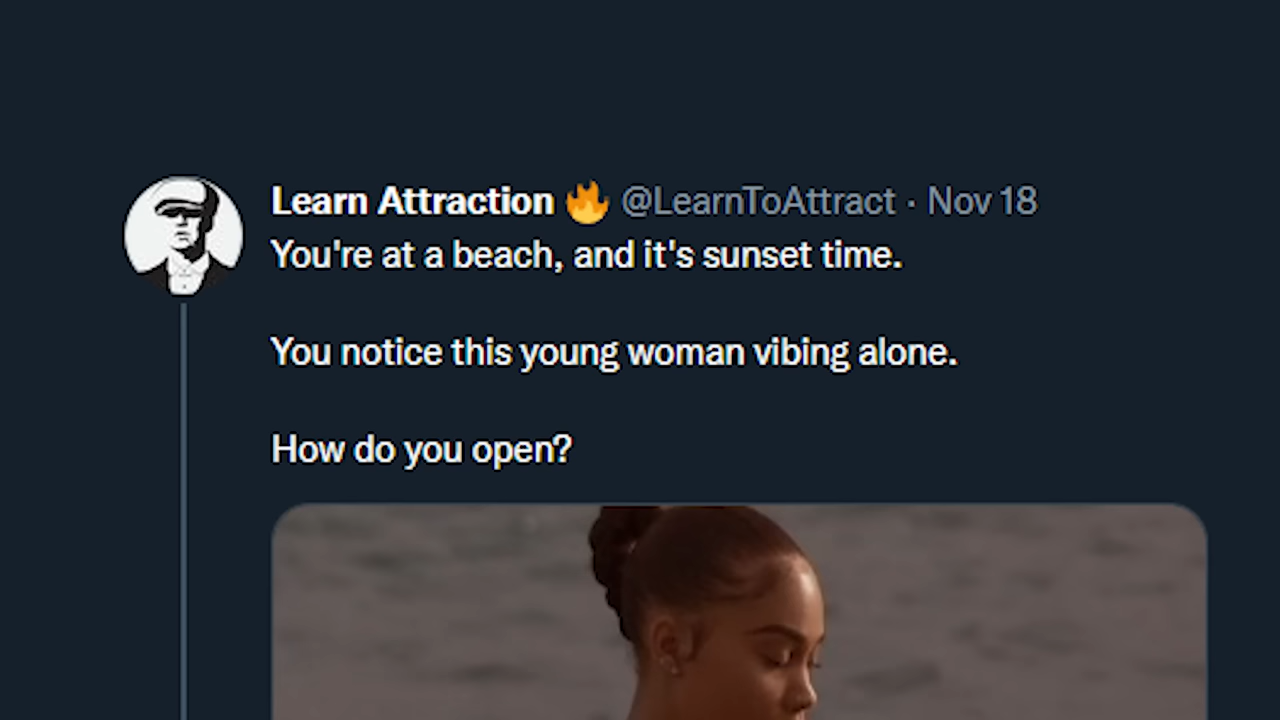 Learn Attraction 🔥 @LearnToAttract · Nov 18
You're at a beach, and it's sunset time.
You notice this young woman vibing alone.
How do you open?